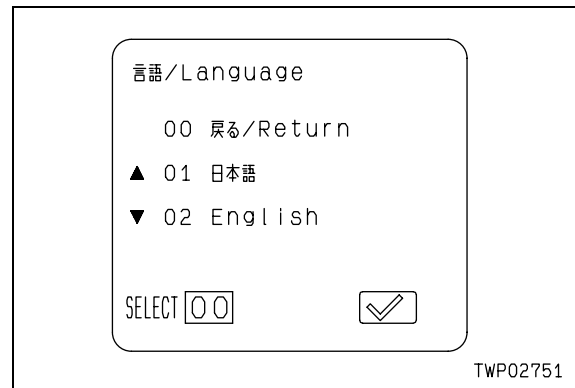 言語/Language
00 戻る/Return
▲ 01 日本語
▼ 02 English
SELECT 00
TWP02751